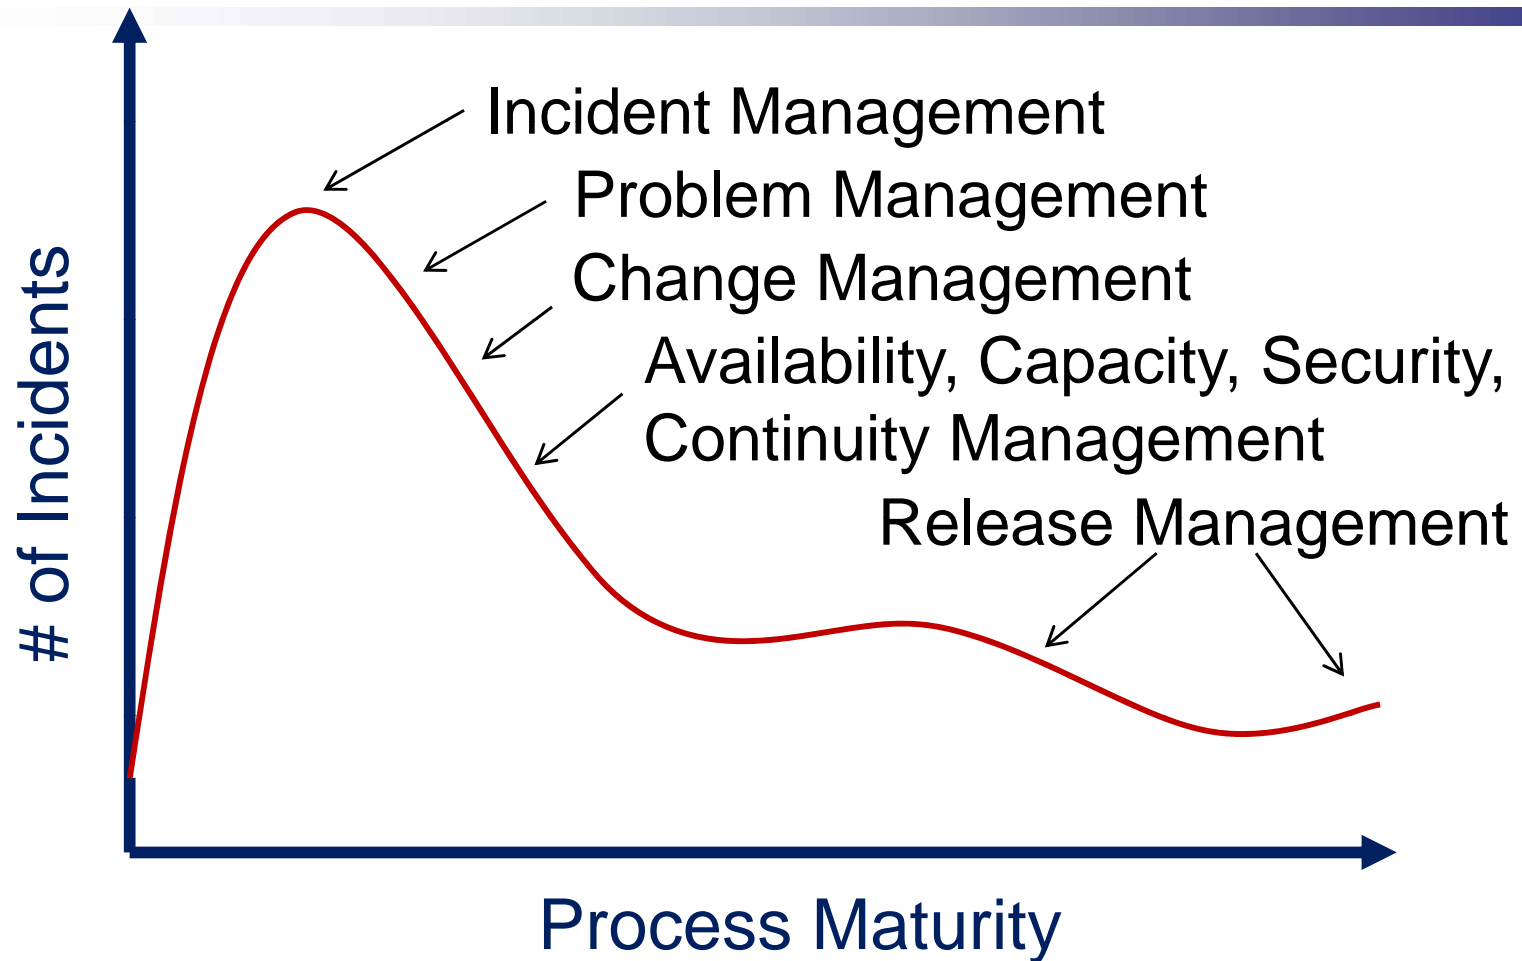 Incident Management
Problem Management
Change Management
Availability, Capacity, Security,
Continuity Management
Release Management
# of Incidents
Process Maturity